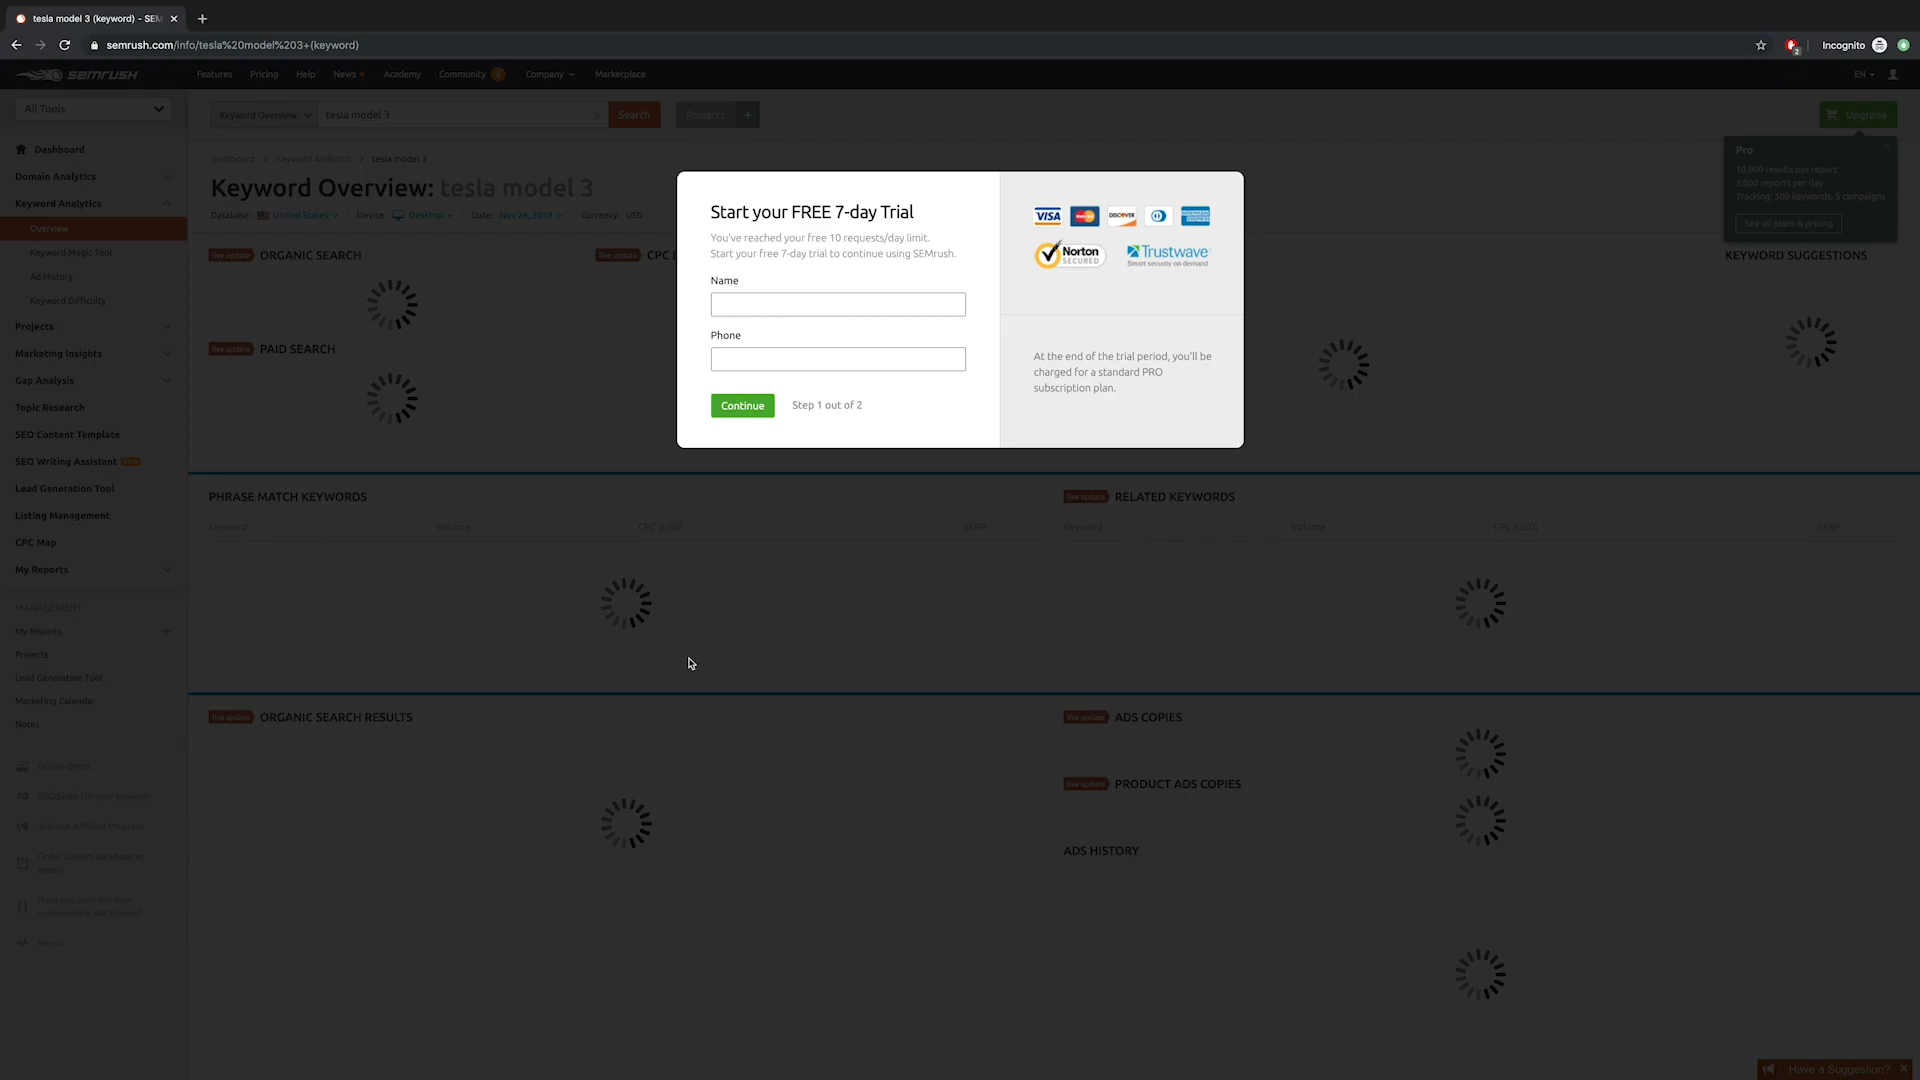 tesla model 3 (keyword) - SEM
semrush.com/info/tesla%20model%203+(keyword)
2
Incognito
SEMRUSH
Features
Pricing
Help
News
Academy
Community
Company
Marketplace
EN
All Tools
Keyword Overview
tesla model 3
Search
Projects
+
Upgrade
Dashboard
Domain Analytics
Keyword Analytics
Overview
Keyword Magic Tool
Ad History
Keyword Difficulty
Projects
Marketing Insights
Gap Analysis
Topic Research
SEO Content Template
SEO Writing Assistant
Lead Generation Tool
Listing Management
CPC Map
My Reports
MANAGEMENT
My Reports
Projects
Lead Generation Tool
Marketing Calendar
Notes
Online demo
SEOquake for your browser
Join our Affiliate Program
Order custom database or
report
Have you seen our new
customizable API format?
Dashboard > Keyword Analytics > tesla model 3
Keyword Overview: tesla model 3
Database: United States Device: Desktop Date: Nov 26, 2019 Currency: USD
Pro
10,000 results per report
3,000 reports per day
Tracking: 500 keywords, 5 campaigns
See all plans & pricing
live update ORGANIC SEARCH
live update CPC
KEYWORD SUGGESTIONS
live update PAID SEARCH
Start your FREE 7-day Trial
You've reached your free 10 requests/day limit.
Start your free 7-day trial to continue using SEMrush.
Name
Phone
Continue
Step 1 out of 2
VISA
MasterCard
DISCOVER
AMERICAN EXPRESS
Norton
SECURED
Trustwave
Smart security on demand
At the end of the trial period, you'll be
charged for a standard PRO
subscription plan.
PHRASE MATCH KEYWORDS
Keyword
Volume
CPC (USD)
SERP
live update RELATED KEYWORDS
Keyword
Volume
CPC (USD)
SERP
live update ORGANIC SEARCH RESULTS
live update ADS COPIES
live update PRODUCT ADS COPIES
ADS HISTORY
Have a Suggestion?